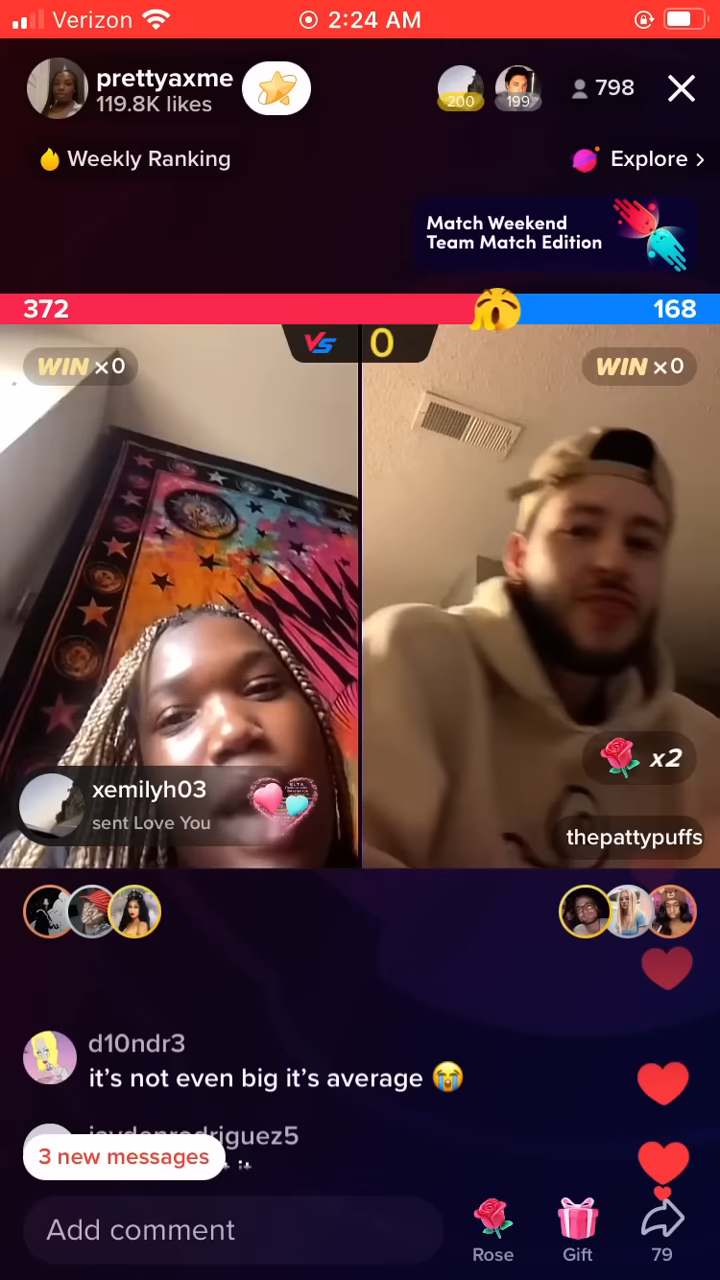 Verizon
2:24 AM
prettyaxme
119.8K likes
200
199
798
Weekly Ranking
Explore >
Match Weekend
Team Match Edition
372
168
VS
0
WIN ×0
WIN ×0
xemilyh03
sent Love You
x2
thepattypuffs
d10ndr3
it's not even big it's average 😭
3 new messages
Add comment
Rose
Gift
79